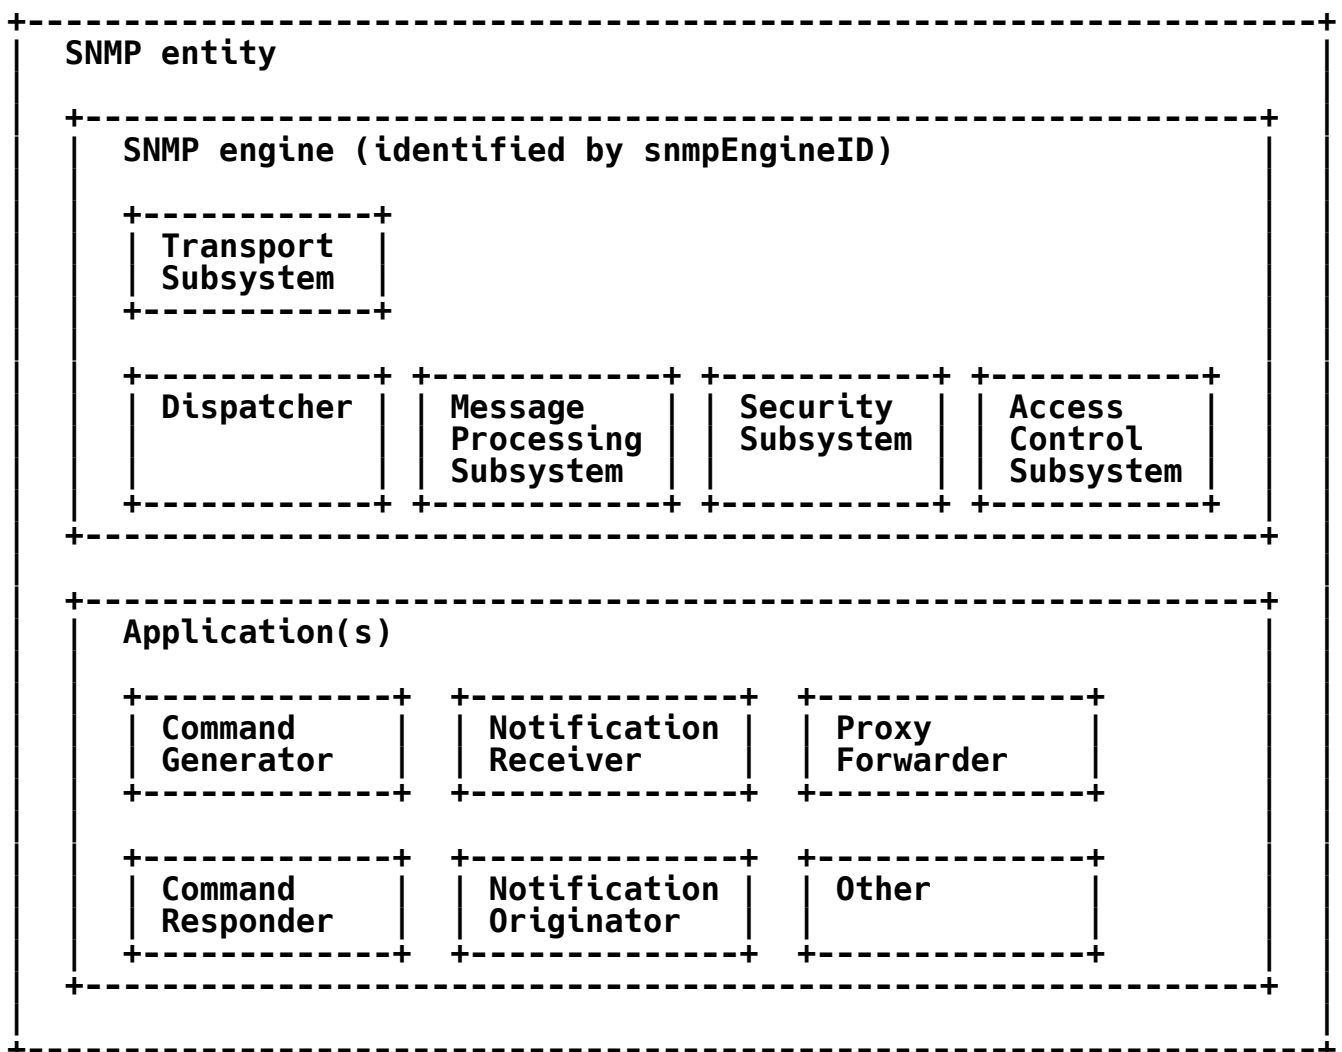 SNMP entity
SNMP engine (identified by snmpEngineID)
Transport
Subsystem
Dispatcher
Message
Processing
Subsystem
Security
Subsystem
Access
Control
Subsystem
Application(s)
Command
Generator
Notification
Receiver
Proxy
Forwarder
Command
Responder
Notification
Originator
Other